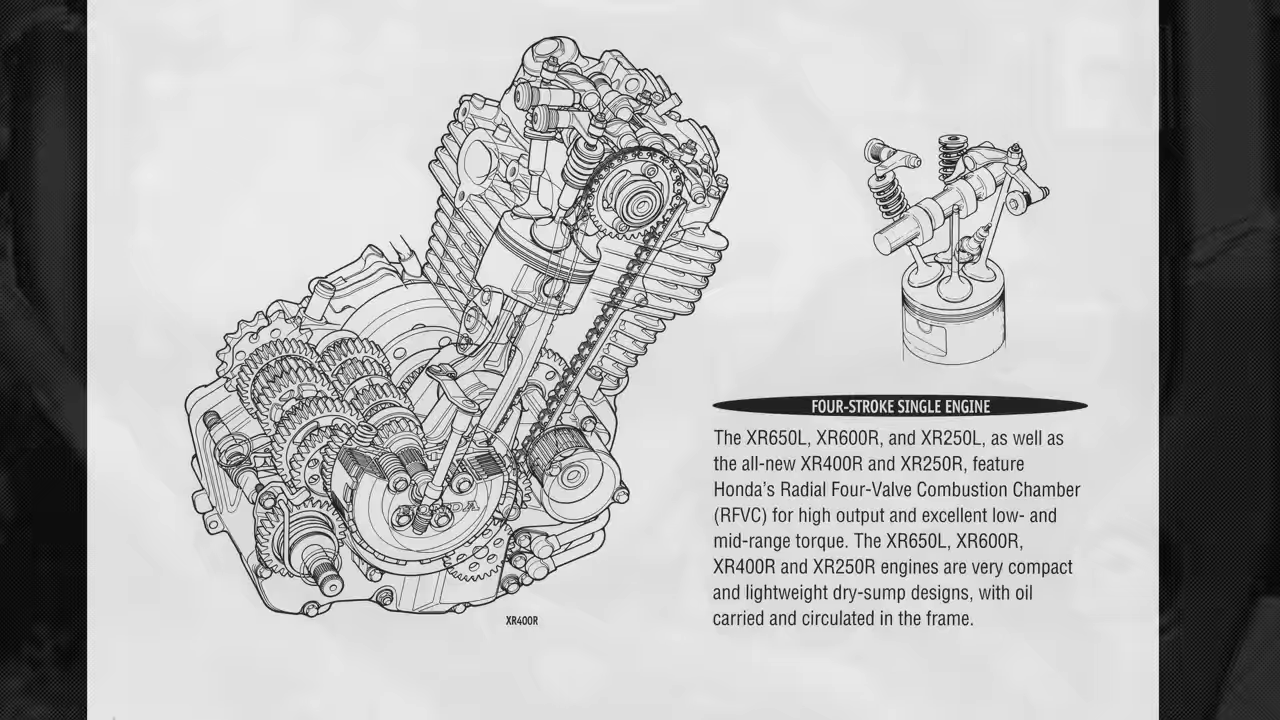 HONDA
XR400R
FOUR-STROKE SINGLE ENGINE
The XR650L, XR600R, and XR250L, as well as
the all-new XR400R and XR250R, feature
Honda's Radial Four-Valve Combustion Chamber
(RFVC) for high output and excellent low- and
mid-range torque. The XR650L, XR600R,
XR400R and XR250R engines are very compact
and lightweight dry-sump designs, with oil
carried and circulated in the frame.